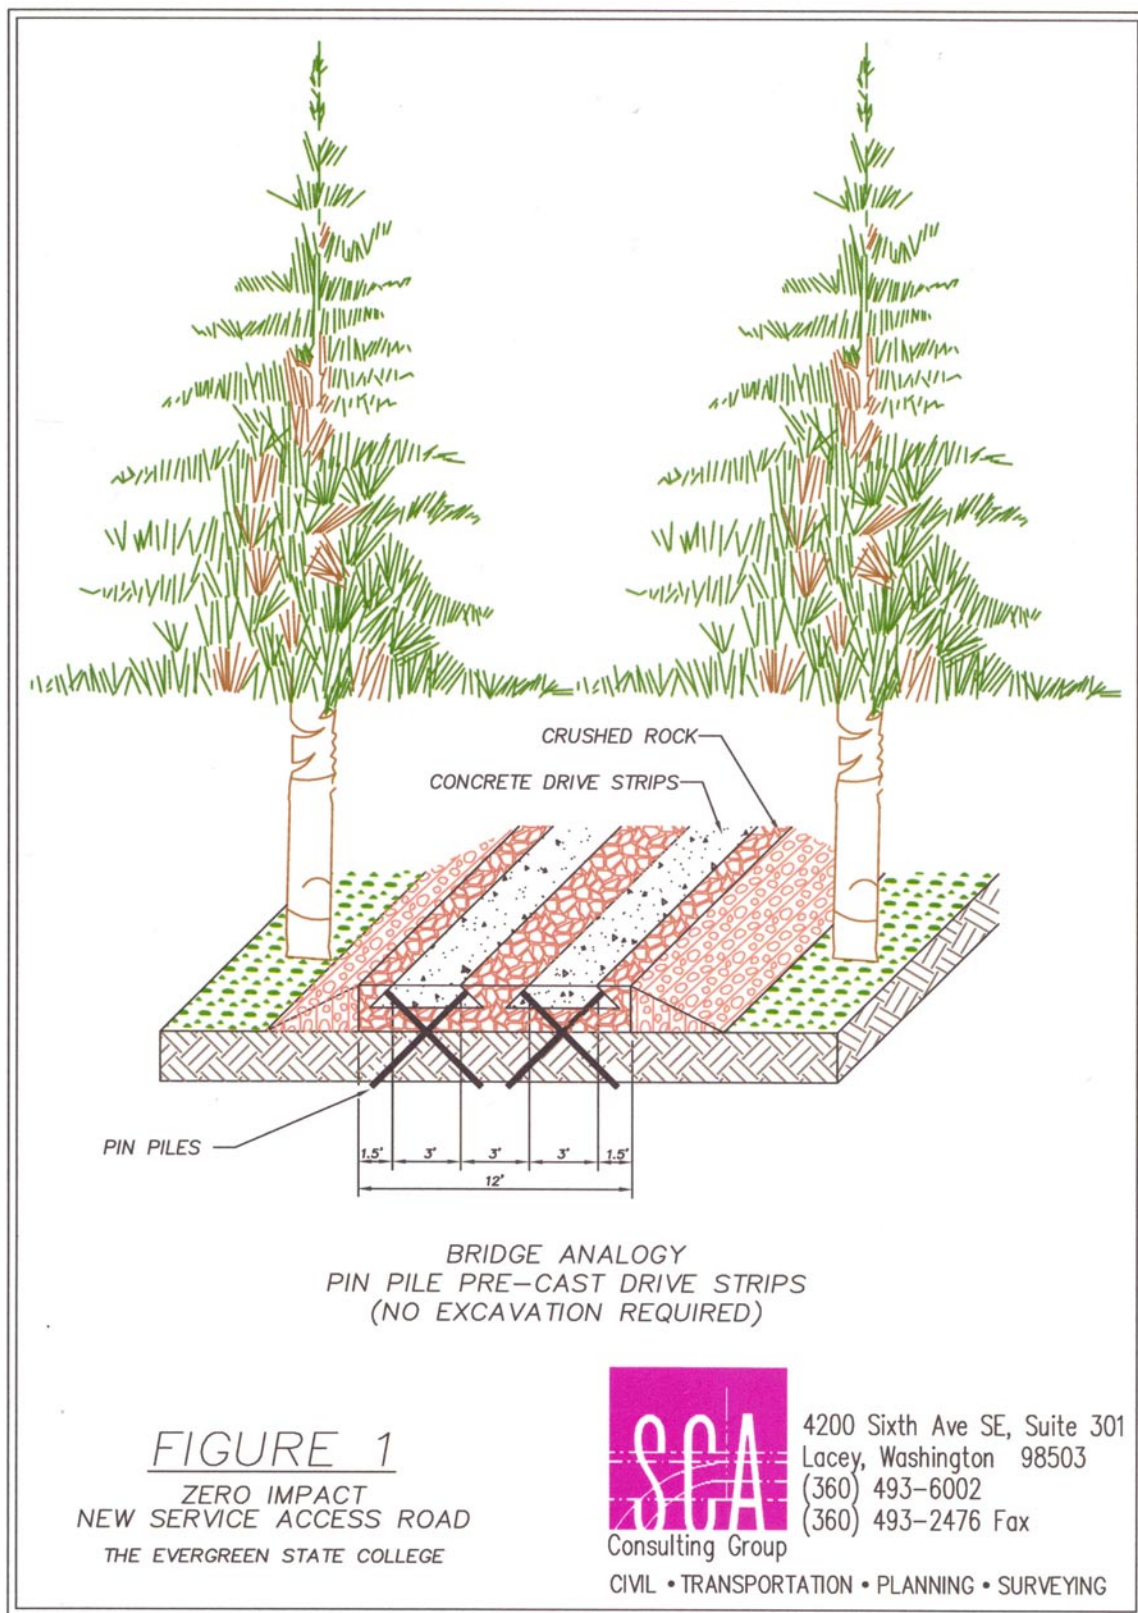 CRUSHED ROCK
CONCRETE DRIVE STRIPS
PIN PILES
1.5' 3' 3' 3' 1.5'
12'
BRIDGE ANALOGY
PIN PILE PRE-CAST DRIVE STRIPS
(NO EXCAVATION REQUIRED)
FIGURE 1
ZERO IMPACT
NEW SERVICE ACCESS ROAD
THE EVERGREEN STATE COLLEGE
SCA
Consulting Group
4200 Sixth Ave SE, Suite 301
Lacey, Washington 98503
(360) 493-6002
(360) 493-2476 Fax
CIVIL • TRANSPORTATION • PLANNING • SURVEYING